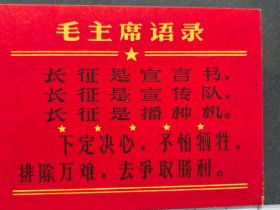 毛主席语录
长征是宣言书，
长征是宣传队，
长征是播种机。
下定决心，不怕牺牲，
排除万难，去爭取勝利。